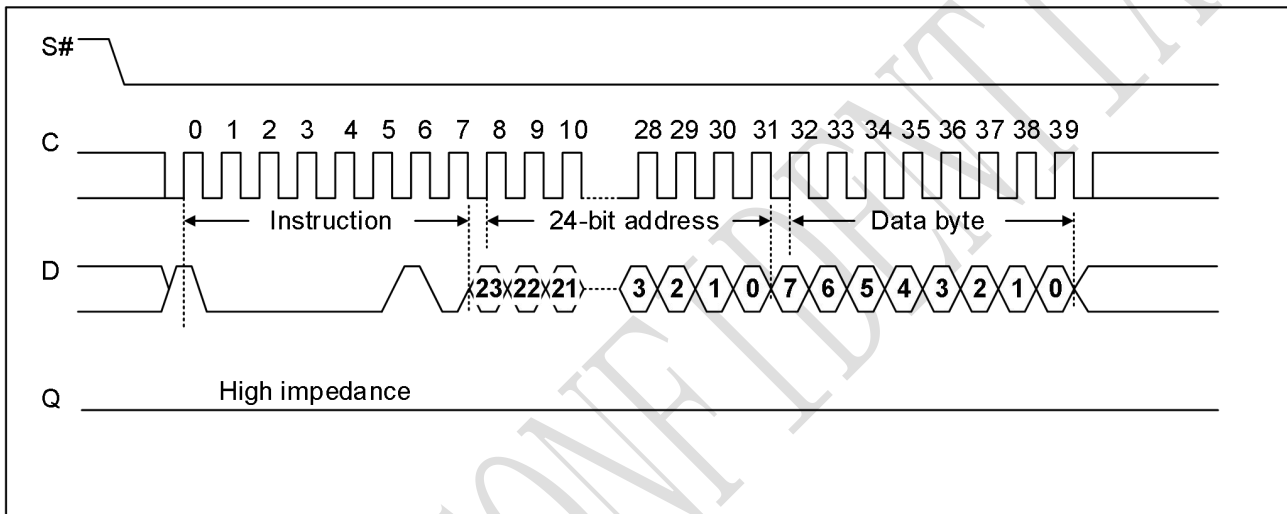 S#
C 0 1 2 3 4 5 6 7 8 9 10 28 29 30 31 32 33 34 35 36 37 38 39
Instruction 24-bit address Data byte
D 23 22 21 3 2 1 0 7 6 5 4 3 2 1 0
Q High impedance
CONFIDENTIAL